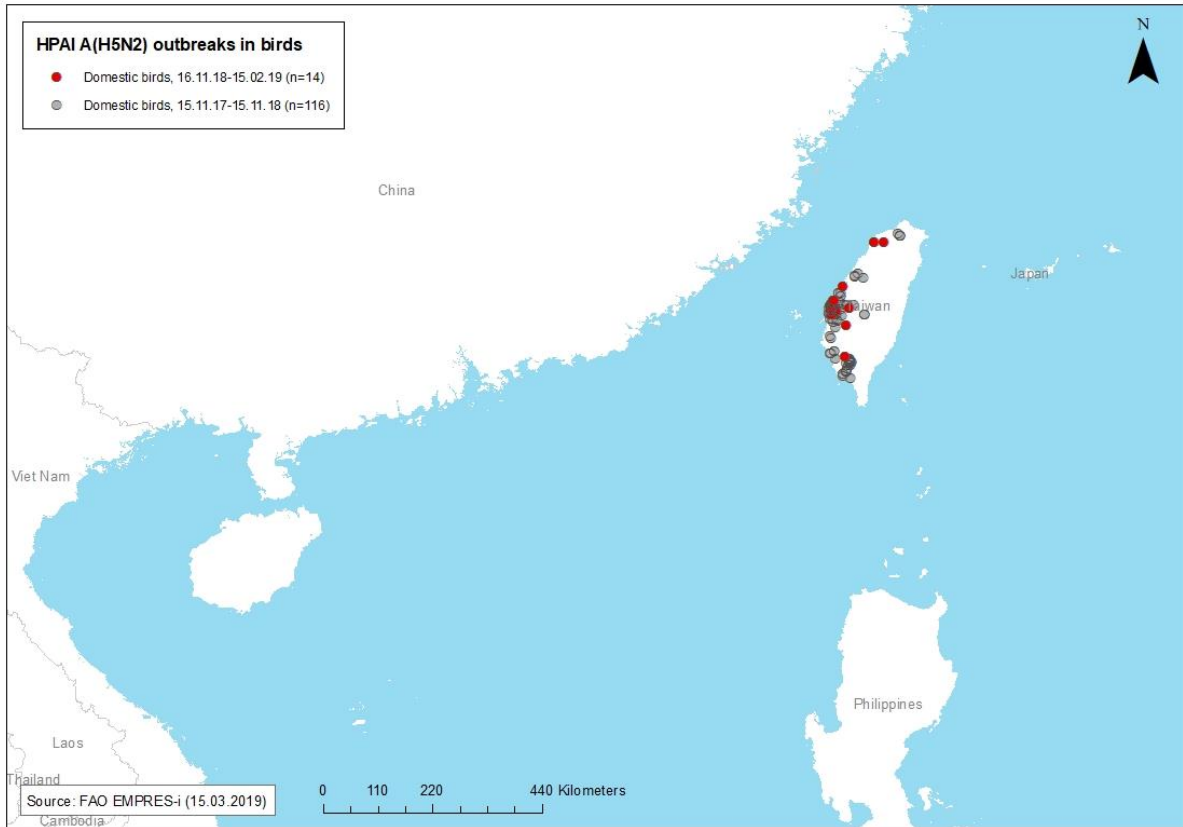 HPAI A(H5N2) outbreaks in birds
Domestic birds, 16.11.18-15.02.19 (n=14)
Domestic birds, 15.11.17-15.11.18 (n=116)
N
China
Japan
Taiwan
Viet Nam
Philippines
Laos
Thailand
Cambodia
Source: FAO EMPRES-i (15.03.2019)
0 110 220 440 Kilometers